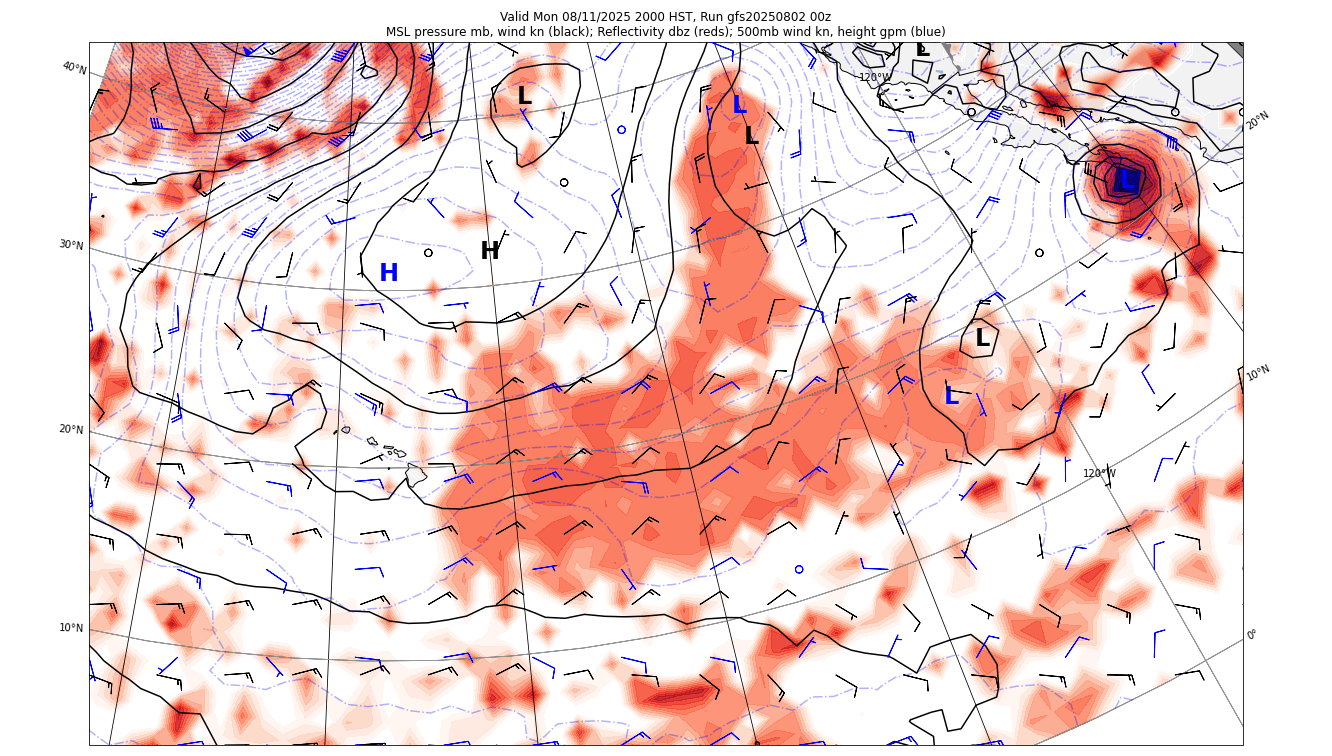 Valid Mon 08/11/2025 2000 HST, Run gfs20250802 00z
MSL pressure mb, wind kn (black); Reflectivity dbz (reds); 500mb wind kn, height gpm (blue)
L
40°N
120°W
L
L
L
20°N
L
30°N
H
H
L
10°N
L
20°N
120°W
10°N
0°